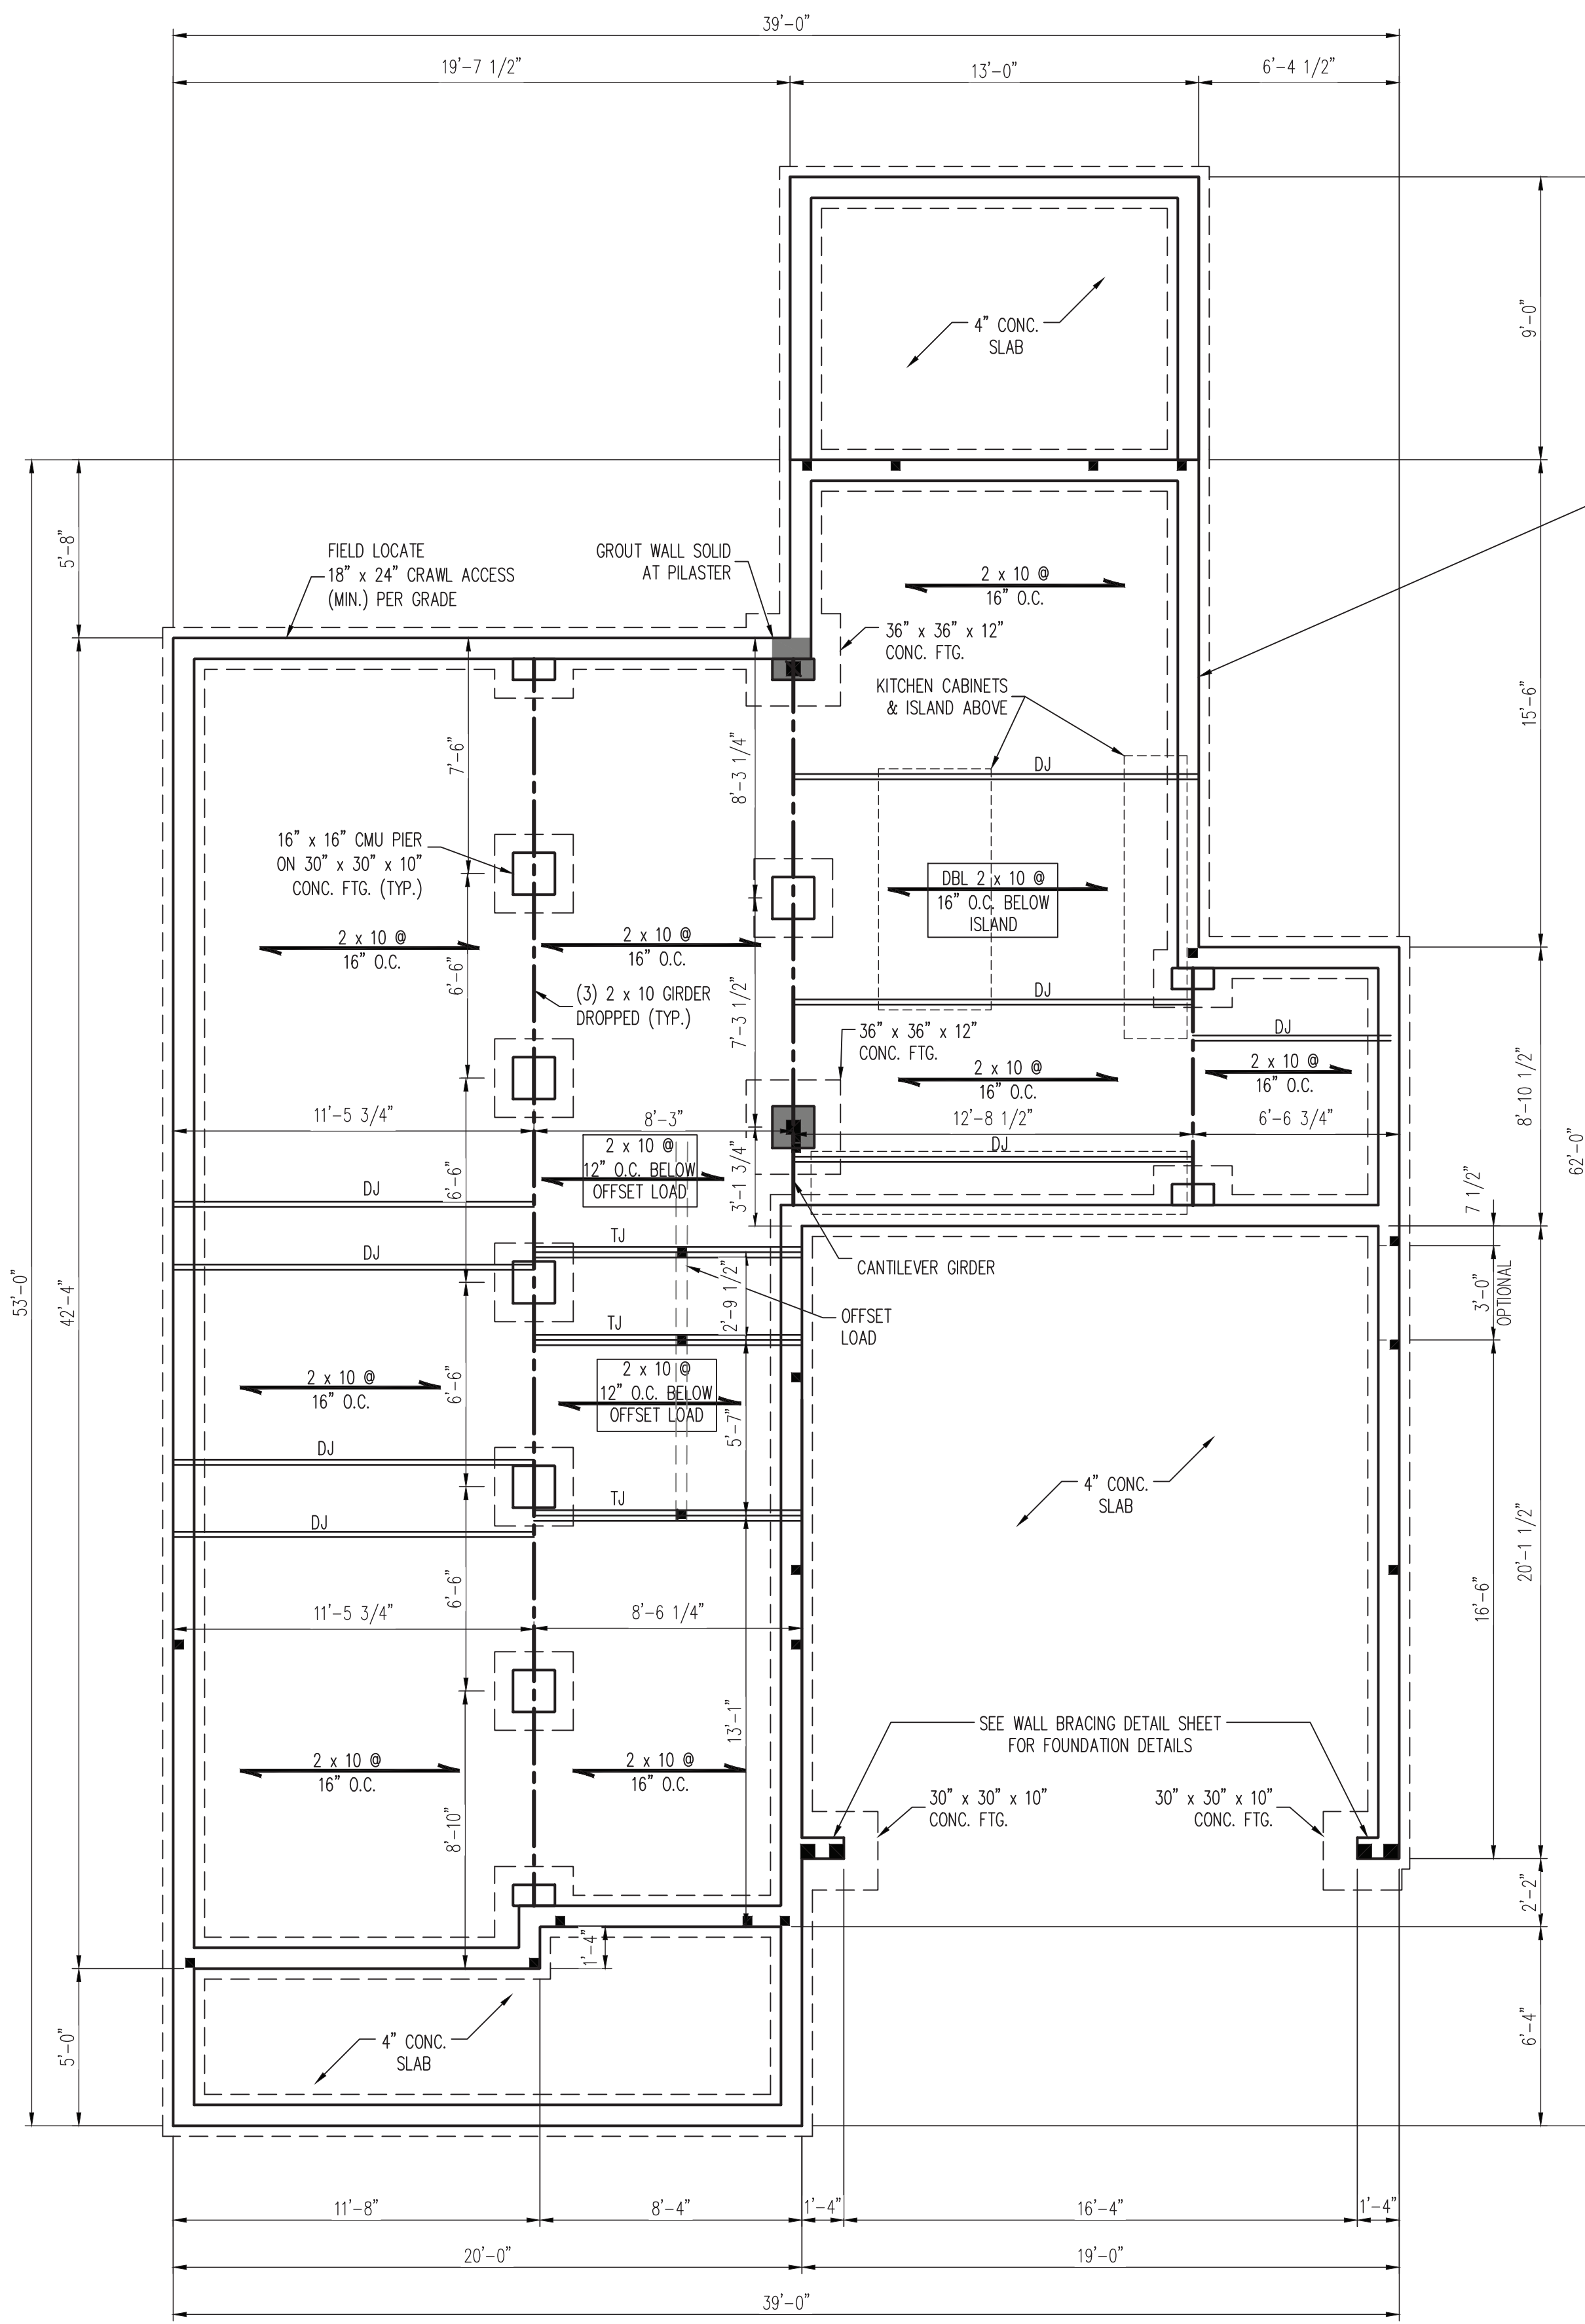 39'-0"
19'-7 1/2"
13'-0"
6'-4 1/2"
4" CONC.
SLAB
9'-0"
5'-8"
FIELD LOCATE
18" x 24" CRAWL ACCESS
(MIN.) PER GRADE
GROUT WALL SOLID
AT PILASTER
2 x 10 @
16" O.C.
36" x 36" x 12"
CONC. FTG.
KITCHEN CABINETS
& ISLAND ABOVE
15'-6"
7'-6"
8'-3 1/4"
DJ
16" x 16" CMU PIER
ON 30" x 30" x 10"
CONC. FTG. (TYP.)
DBL 2 x 10 @
16" O.C. BELOW
ISLAND
2 x 10 @
16" O.C.
2 x 10 @
16" O.C.
6'-6"
(3) 2 x 10 GIRDER
DROPPED (TYP.)
7'-3 1/2"
DJ
36" x 36" x 12"
CONC. FTG.
DJ
2 x 10 @
16" O.C.
2 x 10 @
16" O.C.
8'-10 1/2"
11'-5 3/4"
8'-3"
12'-8 1/2"
6'-6 3/4"
DJ
62'-0"
2 x 10 @
12" O.C. BELOW
OFFSET LOAD
3'-1 3/4"
6'-6"
DJ
7 1/2"
TJ
DJ
CANTILEVER GIRDER
53'-0"
42'-4"
2'-9 1/2"
3'-0"
OPTIONAL
OFFSET
LOAD
TJ
2 x 10 @
16" O.C.
6'-6"
2 x 10 @
12" O.C. BELOW
OFFSET LOAD
5'-7"
DJ
4" CONC.
SLAB
TJ
DJ
20'-1 1/2"
6'-6"
16'-6"
11'-5 3/4"
8'-6 1/4"
13'-1"
SEE WALL BRACING DETAIL SHEET
FOR FOUNDATION DETAILS
2 x 10 @
16" O.C.
2 x 10 @
16" O.C.
30" x 30" x 10"
CONC. FTG.
30" x 30" x 10"
CONC. FTG.
8'-10"
2'-2"
1'-4"
4" CONC.
SLAB
5'-0"
6'-4"
11'-8"
8'-4"
1'-4"
16'-4"
1'-4"
20'-0"
19'-0"
39'-0"